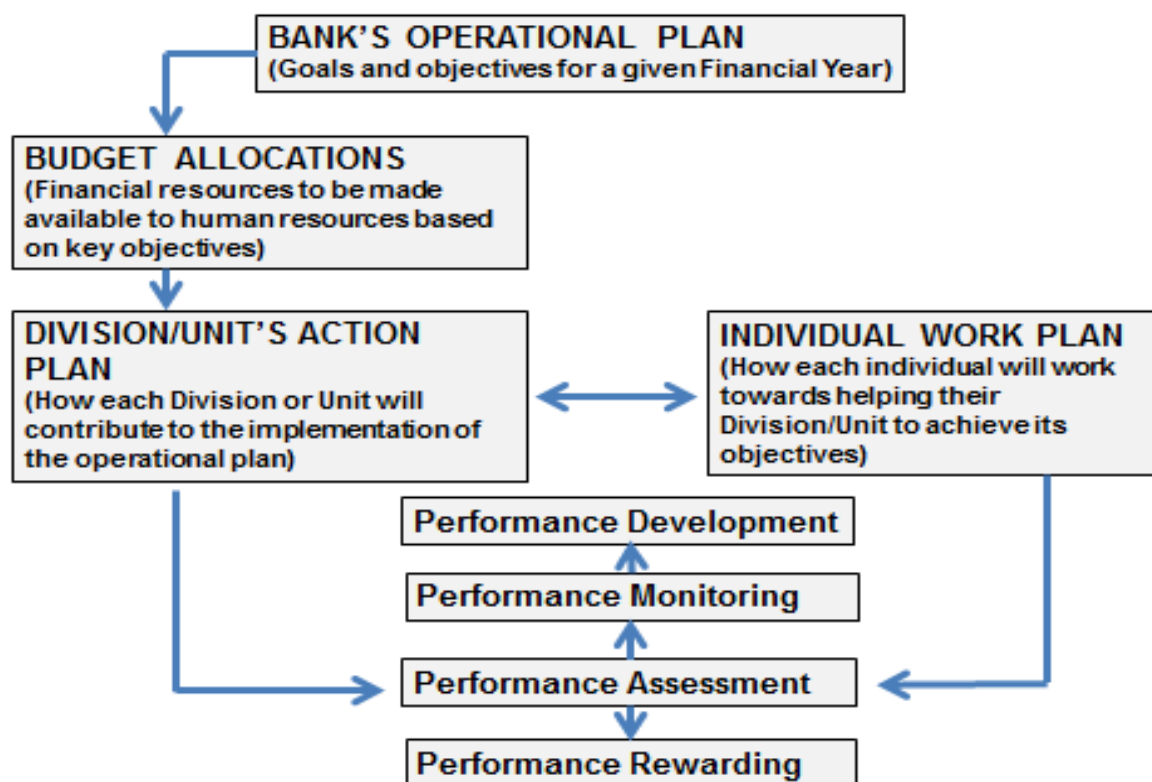 BANK'S OPERATIONAL PLAN
(Goals and objectives for a given Financial Year)
BUDGET ALLOCATIONS
(Financial resources to be made
available to human resources based
on key objectives)
DIVISION/UNIT'S ACTION
PLAN
(How each Division or Unit will
contribute to the implementation of
the operational plan)
INDIVIDUAL WORK PLAN
(How each individual will work
towards helping their
Division/Unit to achieve its
objectives)
Performance Development
Performance Monitoring
Performance Assessment
Performance Rewarding